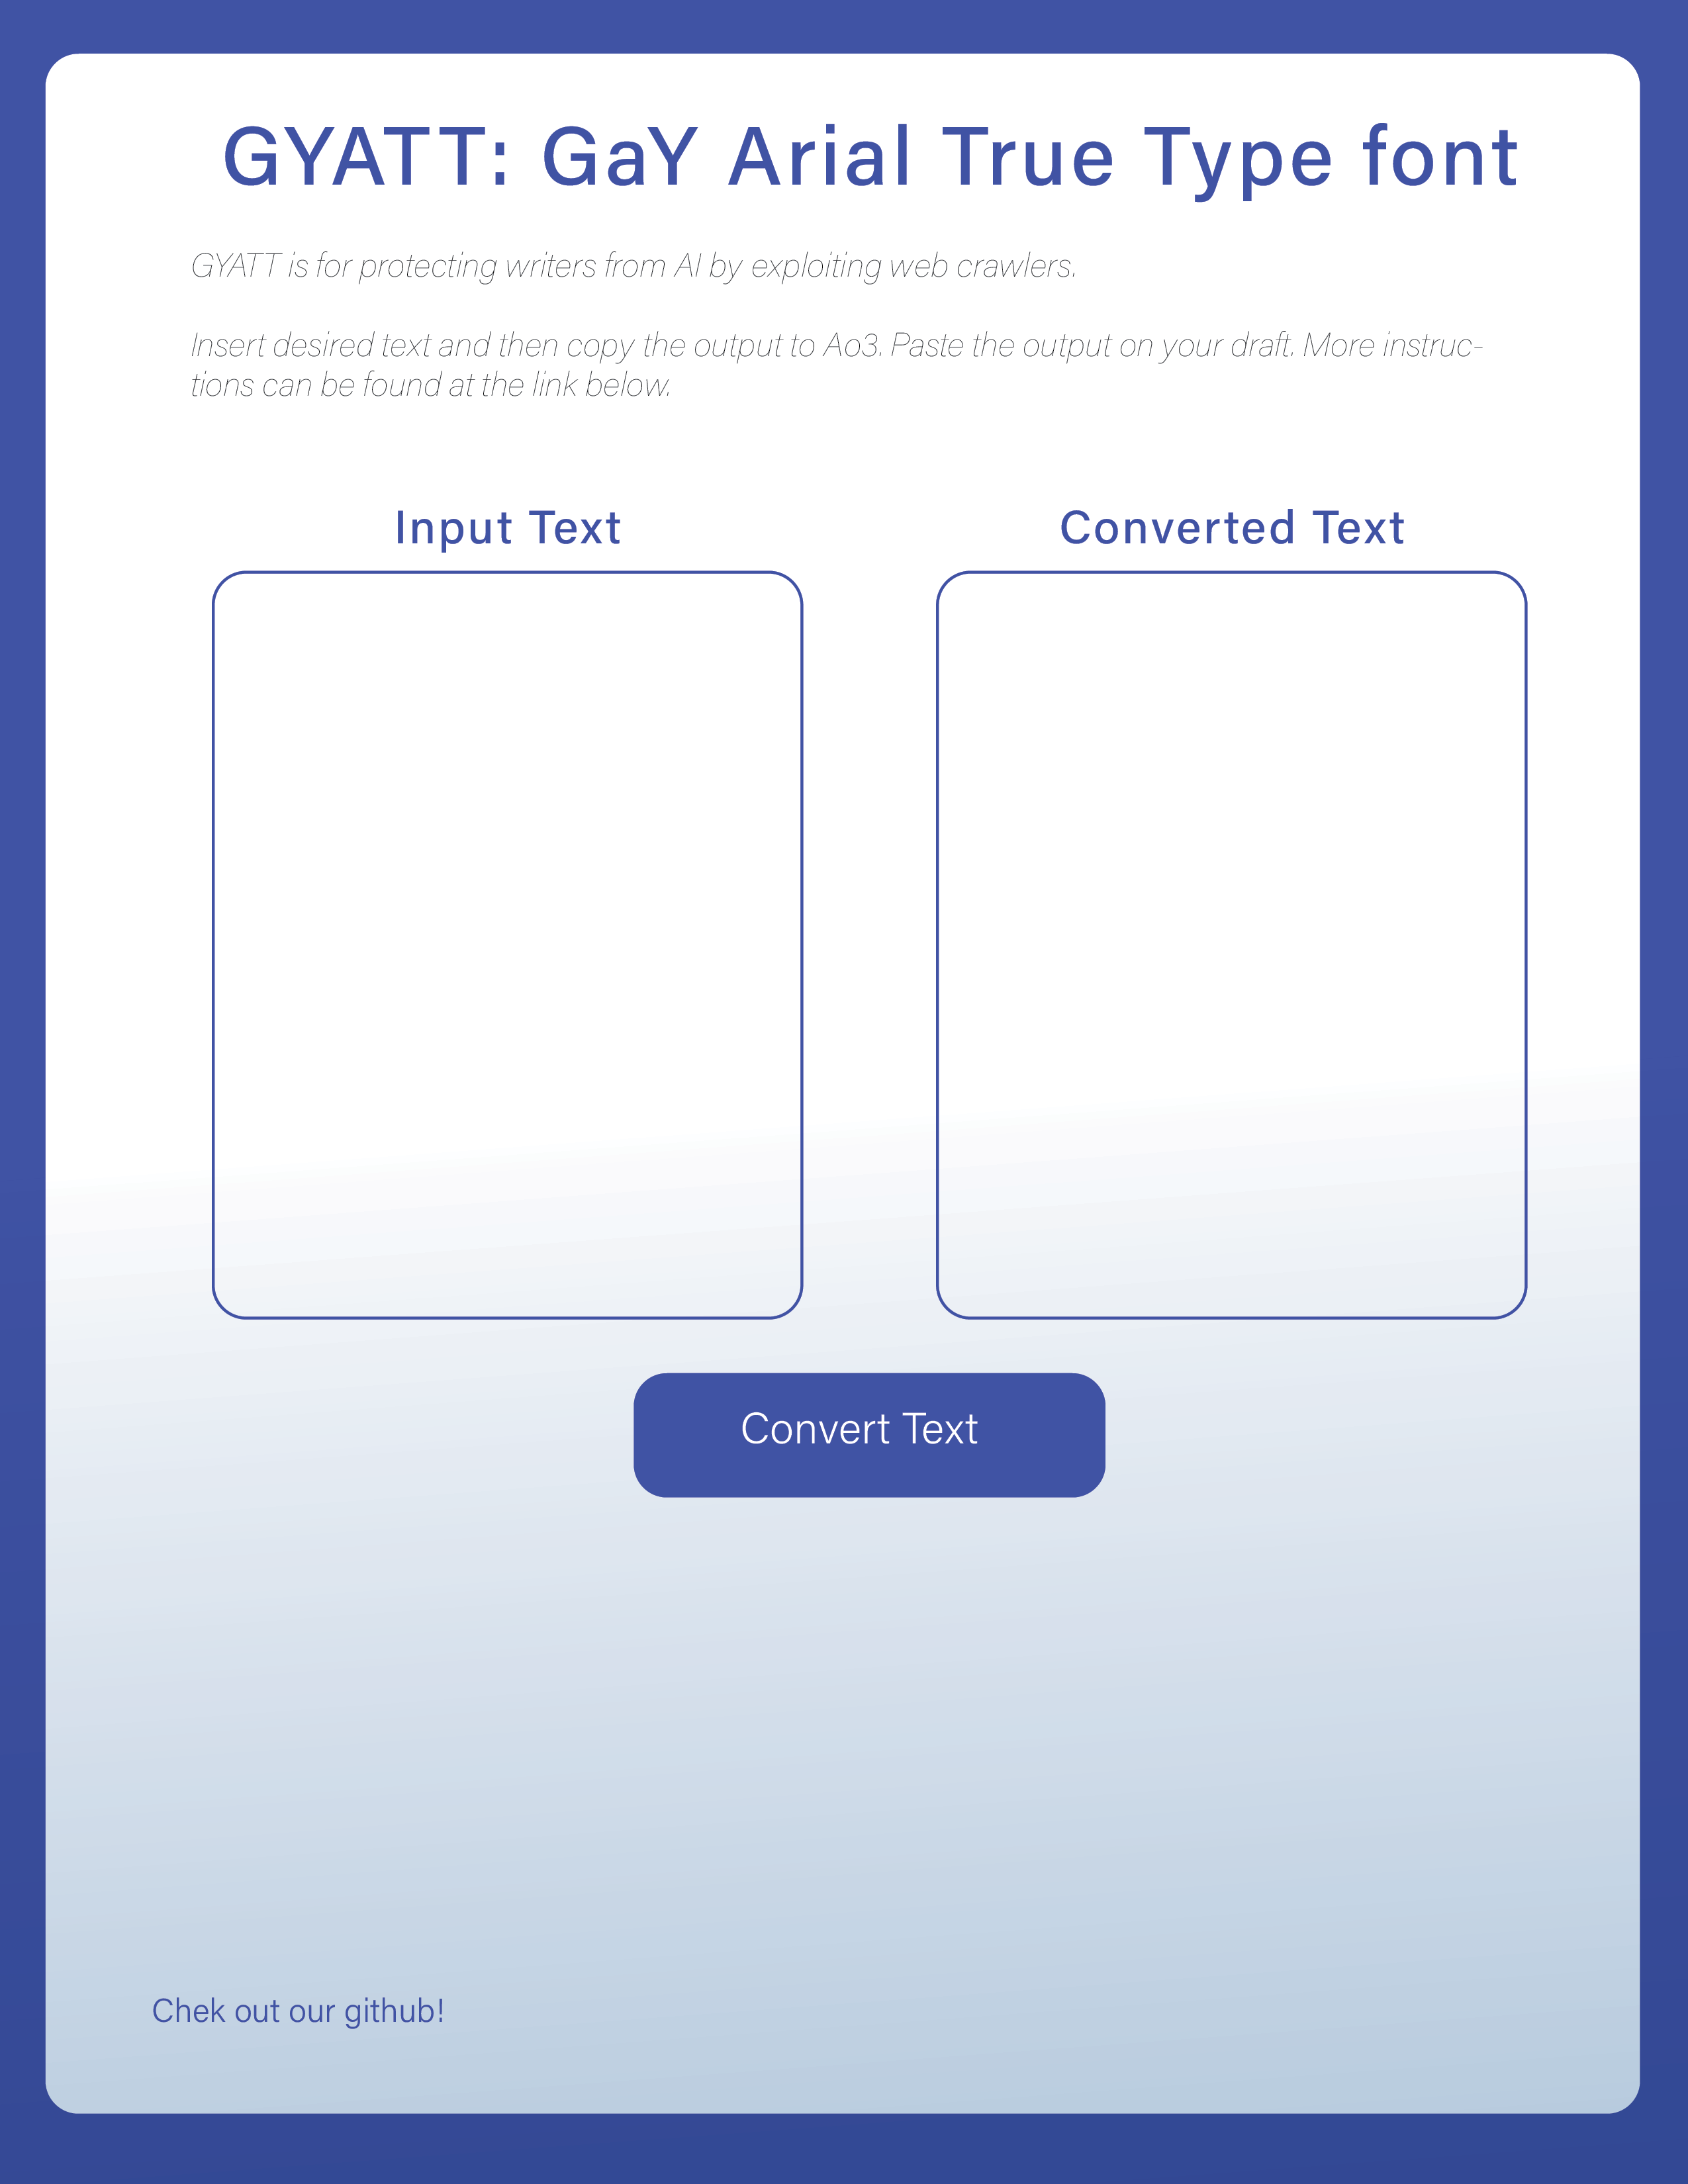 GYATT: GaY Arial True Type font
GYATT is for protecting writers from AI by exploiting web crawlers.
Insert desired text and then copy the output to Ao3. Paste the output on your draft. More instruc-
tions can be found at the link below.
Input Text
Converted Text
Convert Text
Chek out our github!